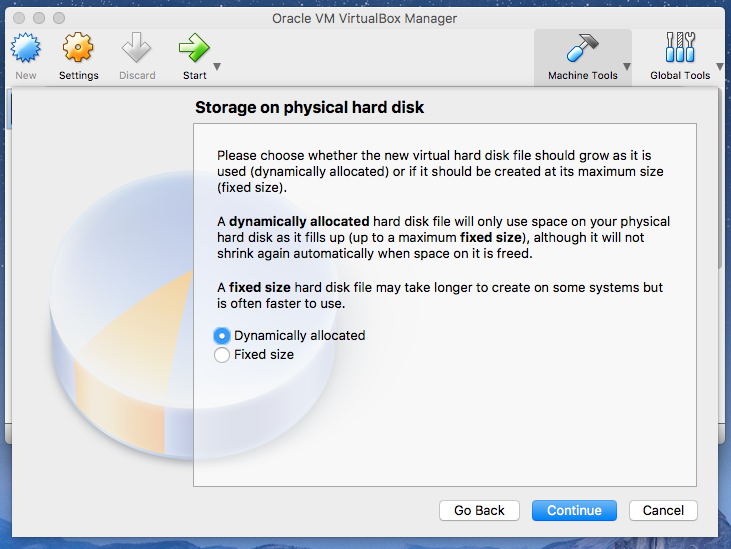 Oracle VM VirtualBox Manager
New
Settings
Discard
Start
Machine Tools
Global Tools
Storage on physical hard disk
Please choose whether the new virtual hard disk file should grow as it is
used (dynamically allocated) or if it should be created at its maximum size
(fixed size).
A dynamically allocated hard disk file will only use space on your physical
hard disk as it fills up (up to a maximum fixed size), although it will not
shrink again automatically when space on it is freed.
A fixed size hard disk file may take longer to create on some systems but
is often faster to use.
Dynamically allocated
Fixed size
Go Back
Continue
Cancel